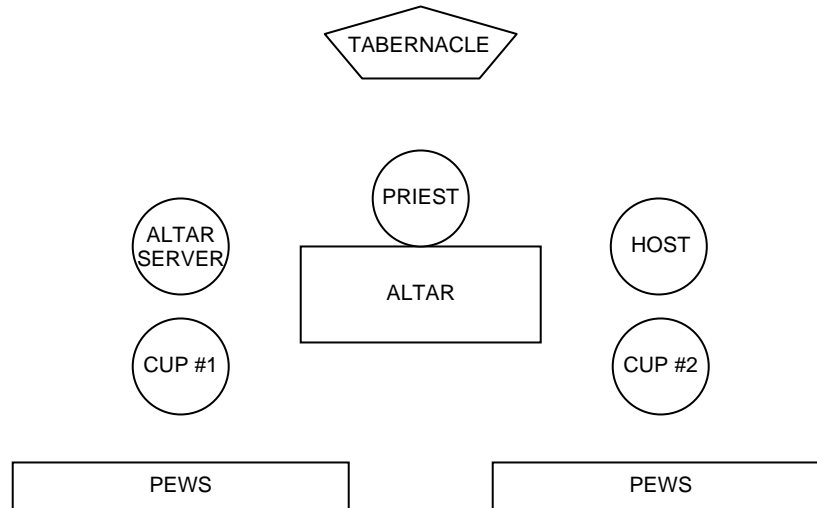 TABERNACLE
PRIEST
ALTAR
SERVER
HOST
ALTAR
CUP #1
CUP #2
PEWS
PEWS